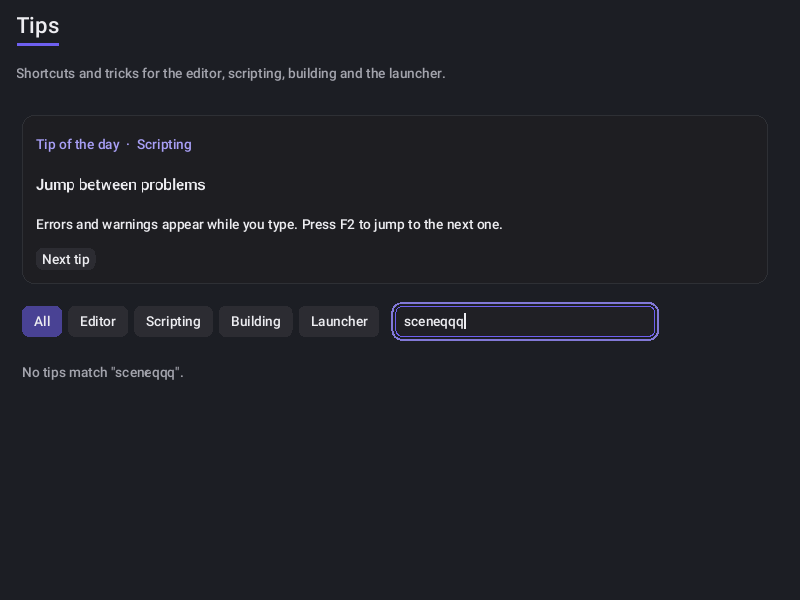 Tips
Shortcuts and tricks for the editor, scripting, building and the launcher.
Tip of the day · Scripting
Jump between problems
Errors and warnings appear while you type. Press F2 to jump to the next one.
Next tip
All Editor Scripting Building Launcher sceneqqq
No tips match "sceneqqq".